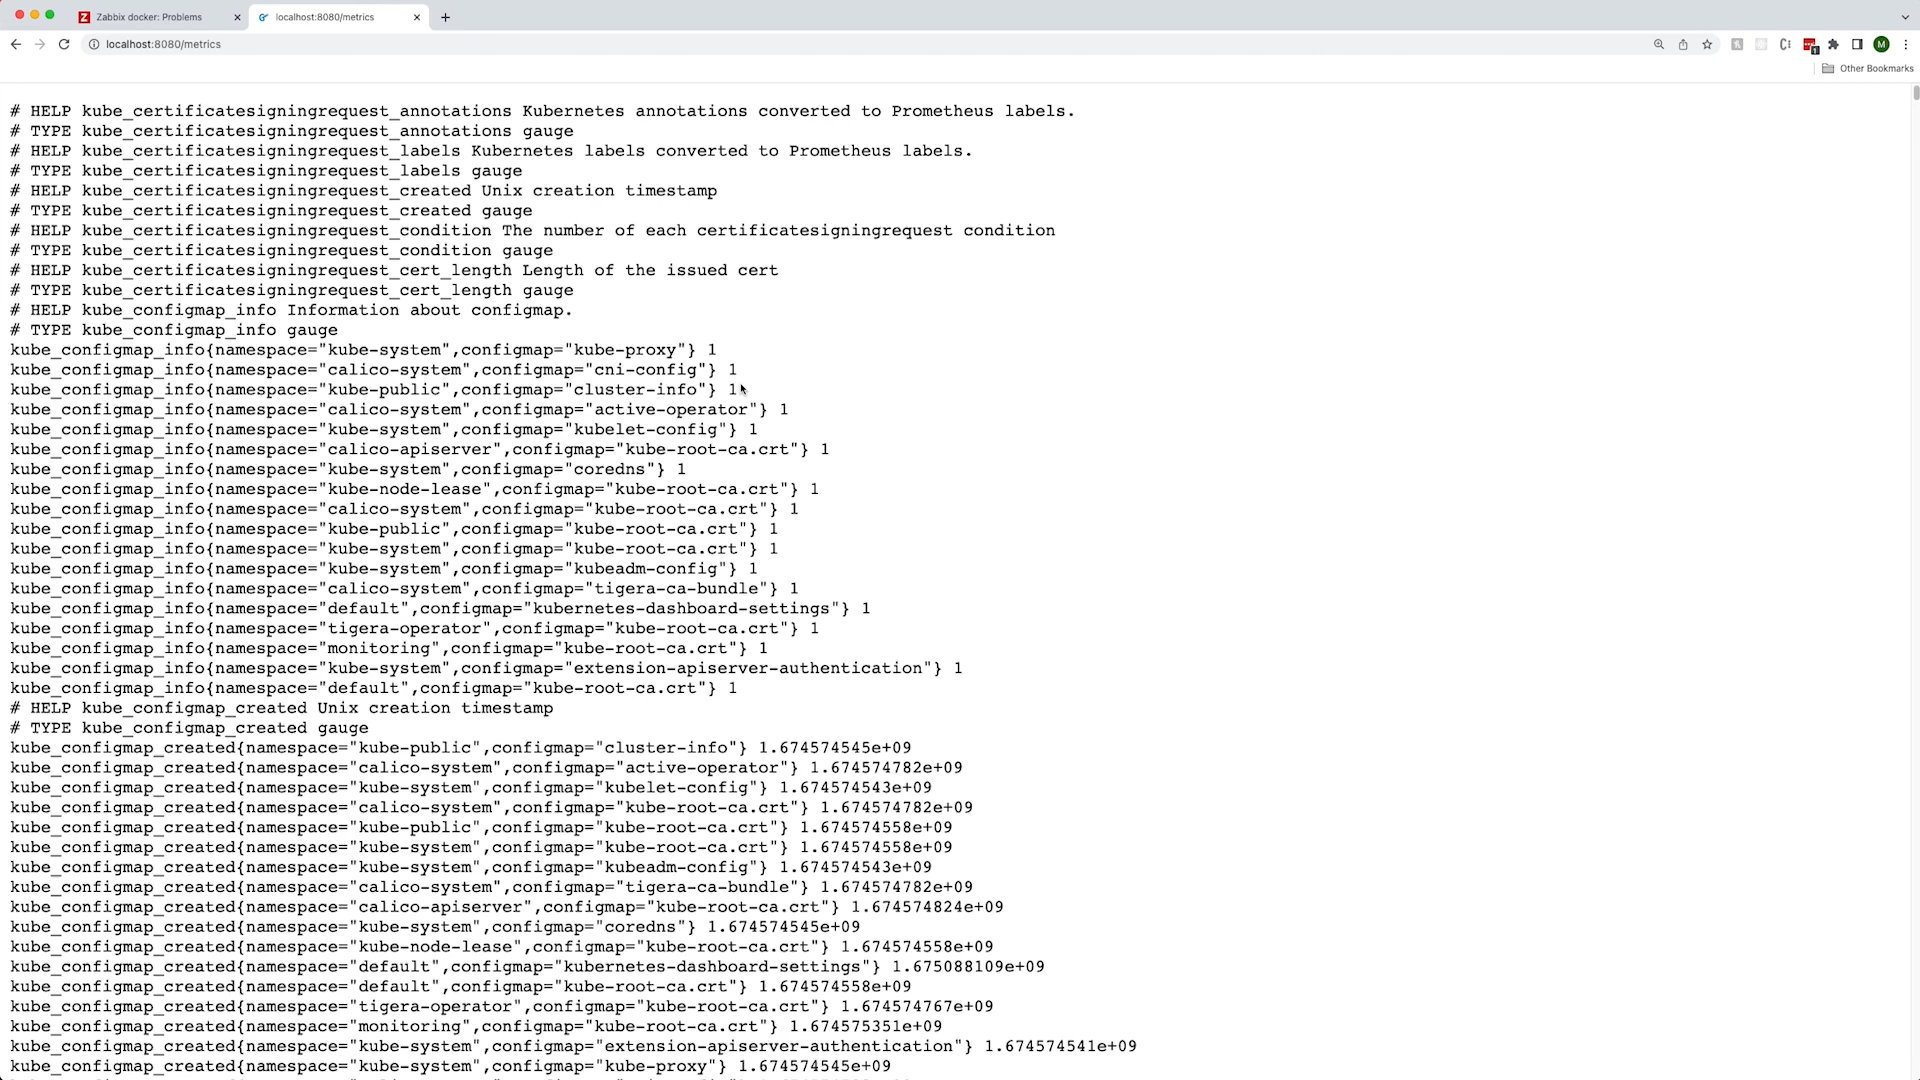 Zabbix docker: Problems
localhost:8080/metrics
localhost:8080/metrics
M
Other Bookmarks
# HELP kube_certificatesigningrequest_annotations Kubernetes annotations converted to Prometheus labels.
# TYPE kube_certificatesigningrequest_annotations gauge
# HELP kube_certificatesigningrequest_labels Kubernetes labels converted to Prometheus labels.
# TYPE kube_certificatesigningrequest_labels gauge
# HELP kube_certificatesigningrequest_created Unix creation timestamp
# TYPE kube_certificatesigningrequest_created gauge
# HELP kube_certificatesigningrequest_condition The number of each certificatesigningrequest condition
# TYPE kube_certificatesigningrequest_condition gauge
# HELP kube_certificatesigningrequest_cert_length Length of the issued cert
# TYPE kube_certificatesigningrequest_cert_length gauge
# HELP kube_configmap_info Information about configmap.
# TYPE kube_configmap_info gauge
kube_configmap_info{namespace="kube-system",configmap="kube-proxy"} 1
kube_configmap_info{namespace="calico-system",configmap="cni-config"} 1
kube_configmap_info{namespace="kube-public",configmap="cluster-info"} 1
kube_configmap_info{namespace="calico-system",configmap="active-operator"} 1
kube_configmap_info{namespace="kube-system",configmap="kubelet-config"} 1
kube_configmap_info{namespace="calico-apiserver",configmap="kube-root-ca.crt"} 1
kube_configmap_info{namespace="kube-system",configmap="coredns"} 1
kube_configmap_info{namespace="kube-node-lease",configmap="kube-root-ca.crt"} 1
kube_configmap_info{namespace="calico-system",configmap="kube-root-ca.crt"} 1
kube_configmap_info{namespace="kube-public",configmap="kube-root-ca.crt"} 1
kube_configmap_info{namespace="kube-system",configmap="kube-root-ca.crt"} 1
kube_configmap_info{namespace="kube-system",configmap="kubeadm-config"} 1
kube_configmap_info{namespace="calico-system",configmap="tigera-ca-bundle"} 1
kube_configmap_info{namespace="default",configmap="kubernetes-dashboard-settings"} 1
kube_configmap_info{namespace="tigera-operator",configmap="kube-root-ca.crt"} 1
kube_configmap_info{namespace="monitoring",configmap="kube-root-ca.crt"} 1
kube_configmap_info{namespace="kube-system",configmap="extension-apiserver-authentication"} 1
kube_configmap_info{namespace="default",configmap="kube-root-ca.crt"} 1
# HELP kube_configmap_created Unix creation timestamp
# TYPE kube_configmap_created gauge
kube_configmap_created{namespace="kube-public",configmap="cluster-info"} 1.674574545e+09
kube_configmap_created{namespace="calico-system",configmap="active-operator"} 1.674574782e+09
kube_configmap_created{namespace="kube-system",configmap="kubelet-config"} 1.674574543e+09
kube_configmap_created{namespace="calico-system",configmap="kube-root-ca.crt"} 1.674574782e+09
kube_configmap_created{namespace="kube-public",configmap="kube-root-ca.crt"} 1.674574558e+09
kube_configmap_created{namespace="kube-system",configmap="kube-root-ca.crt"} 1.674574558e+09
kube_configmap_created{namespace="kube-system",configmap="kubeadm-config"} 1.674574543e+09
kube_configmap_created{namespace="calico-system",configmap="tigera-ca-bundle"} 1.674574782e+09
kube_configmap_created{namespace="calico-apiserver",configmap="kube-root-ca.crt"} 1.674574824e+09
kube_configmap_created{namespace="kube-system",configmap="coredns"} 1.674574545e+09
kube_configmap_created{namespace="kube-node-lease",configmap="kube-root-ca.crt"} 1.674574558e+09
kube_configmap_created{namespace="default",configmap="kubernetes-dashboard-settings"} 1.675088109e+09
kube_configmap_created{namespace="default",configmap="kube-root-ca.crt"} 1.674574558e+09
kube_configmap_created{namespace="tigera-operator",configmap="kube-root-ca.crt"} 1.674574767e+09
kube_configmap_created{namespace="monitoring",configmap="kube-root-ca.crt"} 1.674575351e+09
kube_configmap_created{namespace="kube-system",configmap="extension-apiserver-authentication"} 1.674574541e+09
kube_configmap_created{namespace="kube-system",configmap="kube-proxy"} 1.674574545e+09